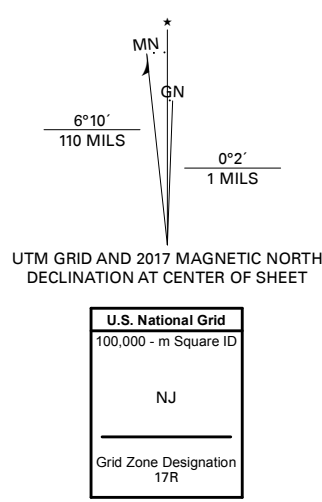 ★
MN
GN
6°10´
110 MILS
0°2´
1 MILS
UTM GRID AND 2017 MAGNETIC NORTH
DECLINATION AT CENTER OF SHEET
U.S. National Grid
100,000 - m Square ID
NJ
Grid Zone Designation
17R